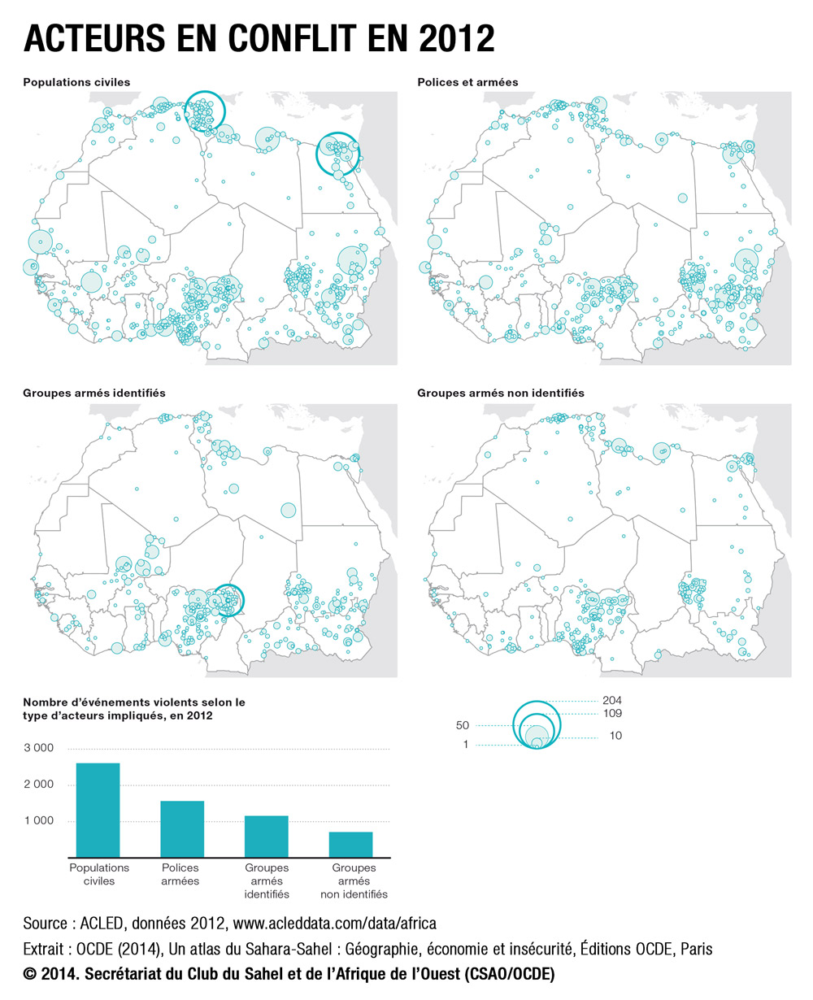 ACTEURS EN CONFLIT EN 2012
Populations civiles
Polices et armées
Groupes armés identifiés
Groupes armés non identifiés
Nombre d’événements violents selon le
type d’acteurs impliqués, en 2012
3 000
2 000
1 000
Populations
civiles
Polices
armées
Groupes
armés
identifiés
Groupes
armés
non identifiés
204
109
50
10
1
Source : ACLED, données 2012, www.acleddata.com/data/africa
Extrait : OCDE (2014), Un atlas du Sahara-Sahel : Géographie, économie et insécurité, Éditions OCDE, Paris
© 2014. Secrétariat du Club du Sahel et de l’Afrique de l’Ouest (CSAO/OCDE)